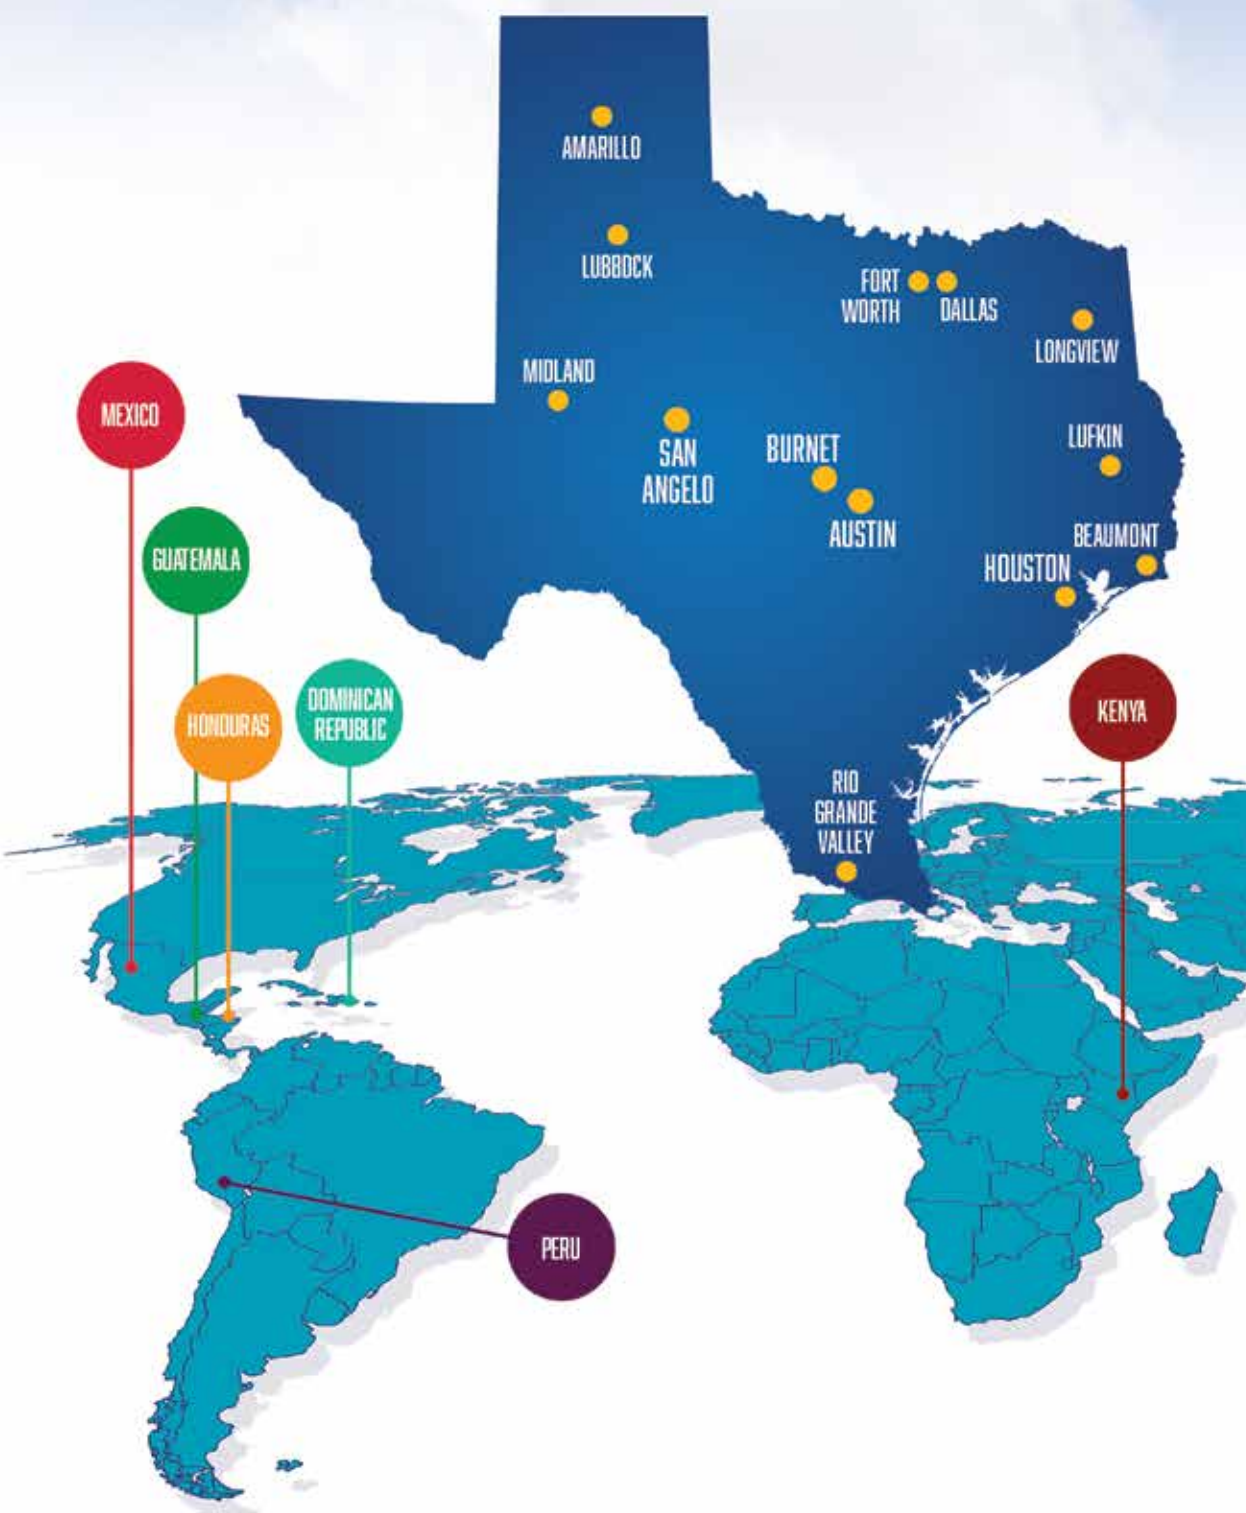 AMARILLO
LUBBOCK
FORT
WORTH
DALLAS
LONGVIEW
MIDLAND
MEXICO
SAN
ANGELO
BURNET
LUFKIN
AUSTIN
BEAUMONT
HOUSTON
GUATEMALA
HONDURAS
DOMINICAN
REPUBLIC
KENYA
RIO
GRANDE
VALLEY
PERU